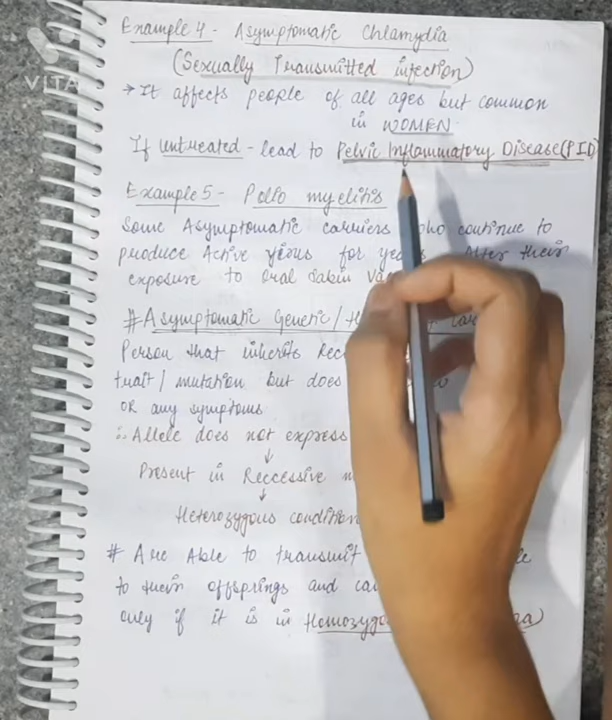 VITA
Example 4 - Asymptomatic Chlamydia
(Sexually Transmitted infection)
→ It affects people of all ages but common
in WOMEN
If untreated - lead to Pelvic Inflammatory Disease (PID)
Example 5 - Polio myelitis
Some Asymptomatic carriers who continue to
produce Active virus for years After their
exposure to oral Sabin
# Asymptomatic Genetic /
Person that inherits
trait / mutation but does
OR any symptoms
∴ Allele does not express
↓
Present in Reccessive
↓
Heterozygous condition
# Are Able to transmit
to their offsprings and
only if it is in